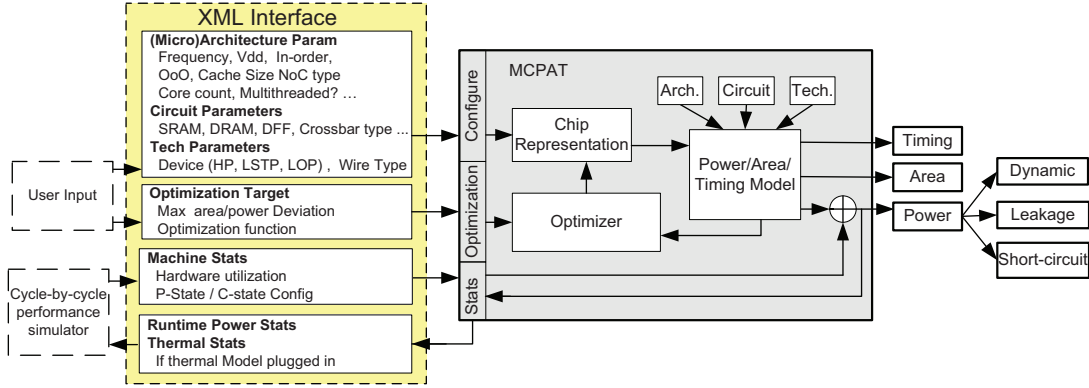 XML Interface
(Micro)Architecture Param
Frequency, Vdd, In-order,
OoO, Cache Size NoC type
Core count, Multithreaded? ...
Circuit Parameters
SRAM, DRAM, DFF, Crossbar type ...
Tech Parameters
Device (HP, LSTP, LOP) , Wire Type
User Input
Optimization Target
Max area/power Deviation
Optimization function
Machine Stats
Hardware utilization
P-State / C-state Config
Cycle-by-cycle
performance
simulator
Runtime Power Stats
Thermal Stats
If thermal Model plugged in
Configure
Optimization
Stats
MCPAT
Arch.
Circuit
Tech.
Chip
Representation
Power/Area/
Timing Model
Optimizer
Timing
Area
Power
Dynamic
Leakage
Short-circuit